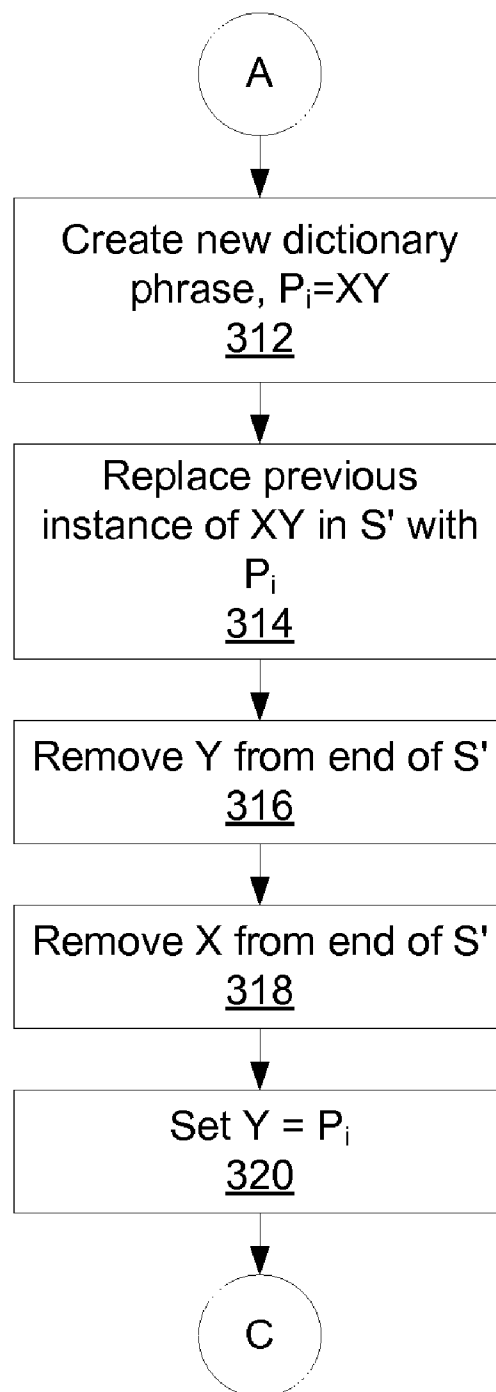 A
Create new dictionary
phrase, Pᵢ=XY
312
Replace previous
instance of XY in S' with
Pᵢ
314
Remove Y from end of S'
316
Remove X from end of S'
318
Set Y = Pᵢ
320
C